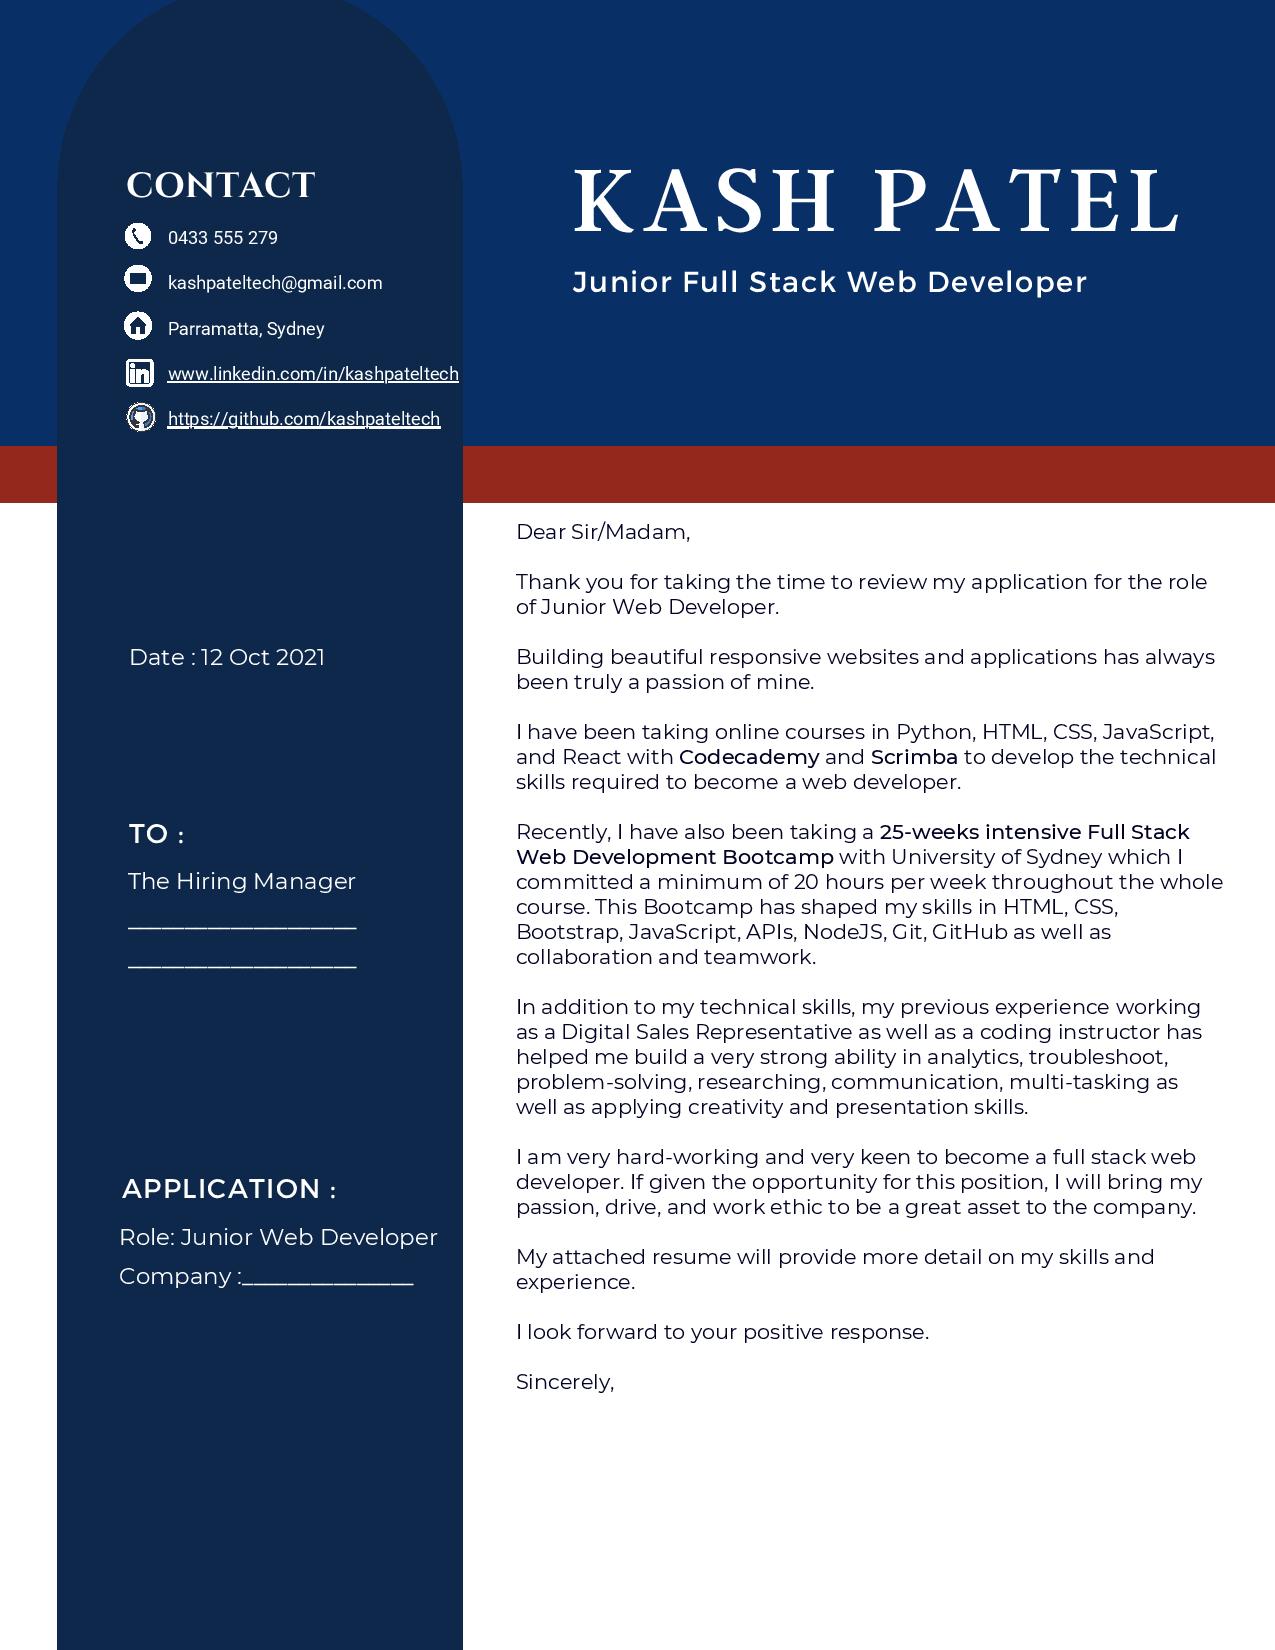 CONTACT
0433 555 279
kashpateltech@gmail.com
Parramatta, Sydney
www.linkedin.com/in/kashpateltech
https://github.com/kashpateltech
KASH PATEL
Junior Full Stack Web Developer
Date : 12 Oct 2021
TO :
The Hiring Manager
____________________
____________________
APPLICATION :
Role: Junior Web Developer
Company :_______________
Dear Sir/Madam,
Thank you for taking the time to review my application for the role
of Junior Web Developer.
Building beautiful responsive websites and applications has always
been truly a passion of mine.
I have been taking online courses in Python, HTML, CSS, JavaScript,
and React with Codecademy and Scrimba to develop the technical
skills required to become a web developer.
Recently, I have also been taking a 25-weeks intensive Full Stack
Web Development Bootcamp with University of Sydney which I
committed a minimum of 20 hours per week throughout the whole
course. This Bootcamp has shaped my skills in HTML, CSS,
Bootstrap, JavaScript, APIs, NodeJS, Git, GitHub as well as
collaboration and teamwork.
In addition to my technical skills, my previous experience working
as a Digital Sales Representative as well as a coding instructor has
helped me build a very strong ability in analytics, troubleshoot,
problem-solving, researching, communication, multi-tasking as
well as applying creativity and presentation skills.
I am very hard-working and very keen to become a full stack web
developer. If given the opportunity for this position, I will bring my
passion, drive, and work ethic to be a great asset to the company.
My attached resume will provide more detail on my skills and
experience.
I look forward to your positive response.
Sincerely,